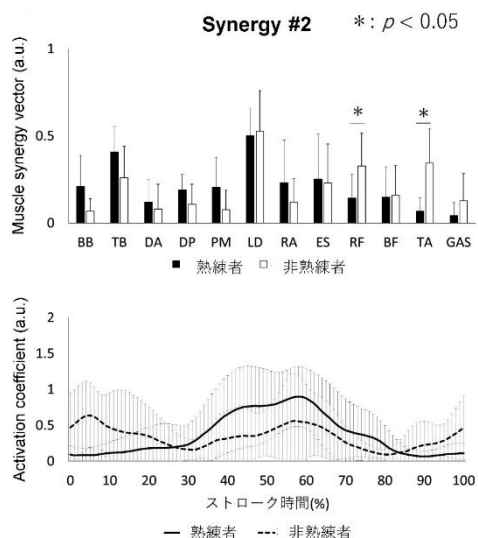 Synergy #2
*: p < 0.05
Muscle synergy vector (a.u.)
1
0.5
0
* *
BB TB DA DP PM LD RA ES RF BF TA GAS
熟練者 非熟練者
Activation coefficient (a.u.)
2
1.5
1
0.5
0
0 10 20 30 40 50 60 70 80 90 100
ストローク時間(%)
熟練者 非熟練者